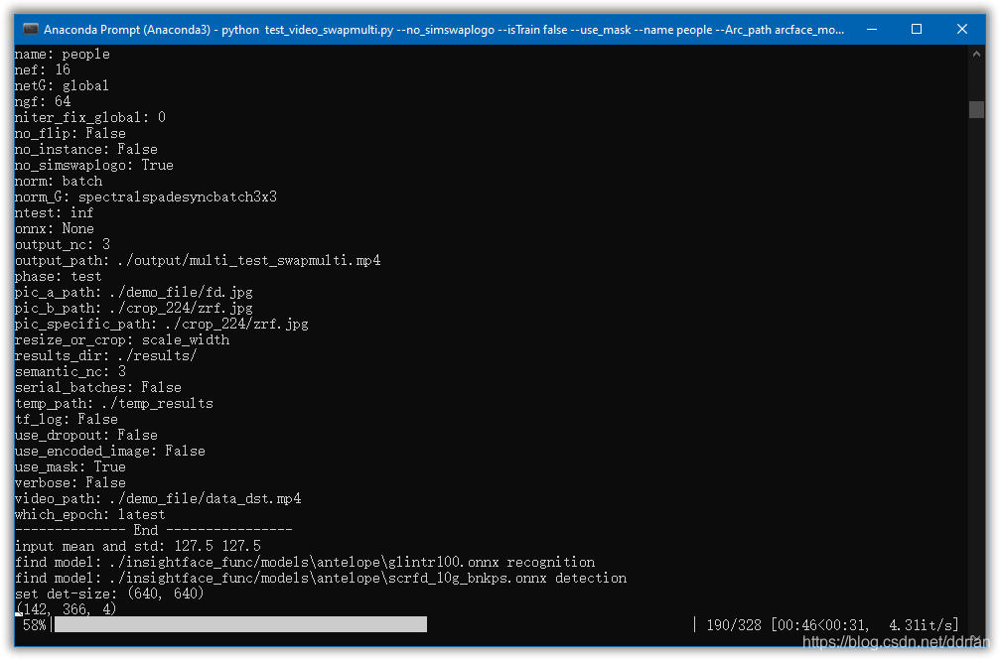 Anaconda Prompt (Anaconda3) - python  test_video_swapmulti.py --no_simswaplogo --isTrain false --use_mask --name people --Arc_path arcface_mo...
name: people
nef: 16
netG: global
ngf: 64
niter_fix_global: 0
no_flip: False
no_instance: False
no_simswaplogo: True
norm: batch
norm_G: spectralspadesyncbatch3x3
ntest: inf
onnx: None
output_nc: 3
output_path: ./output/multi_test_swapmulti.mp4
phase: test
pic_a_path: ./demo_file/fd.jpg
pic_b_path: ./crop_224/zrf.jpg
pic_specific_path: ./crop_224/zrf.jpg
resize_or_crop: scale_width
results_dir: ./results/
semantic_nc: 3
serial_batches: False
temp_path: ./temp_results
tf_log: False
use_dropout: False
use_encoded_image: False
use_mask: True
verbose: False
video_path: ./demo_file/data_dst.mp4
which_epoch: latest
-------------- End ----------------
input mean and std: 127.5 127.5
find model: ./insightface_func/models\antelope\glintr100.onnx recognition
find model: ./insightface_func/models\antelope\scrfd_10g_bnkps.onnx detection
set det-size: (640, 640)
(142, 366, 4)
58%| | 190/328 [00:46<00:31,  4.31it/s]
https://blog.csdn.net/ddrfan